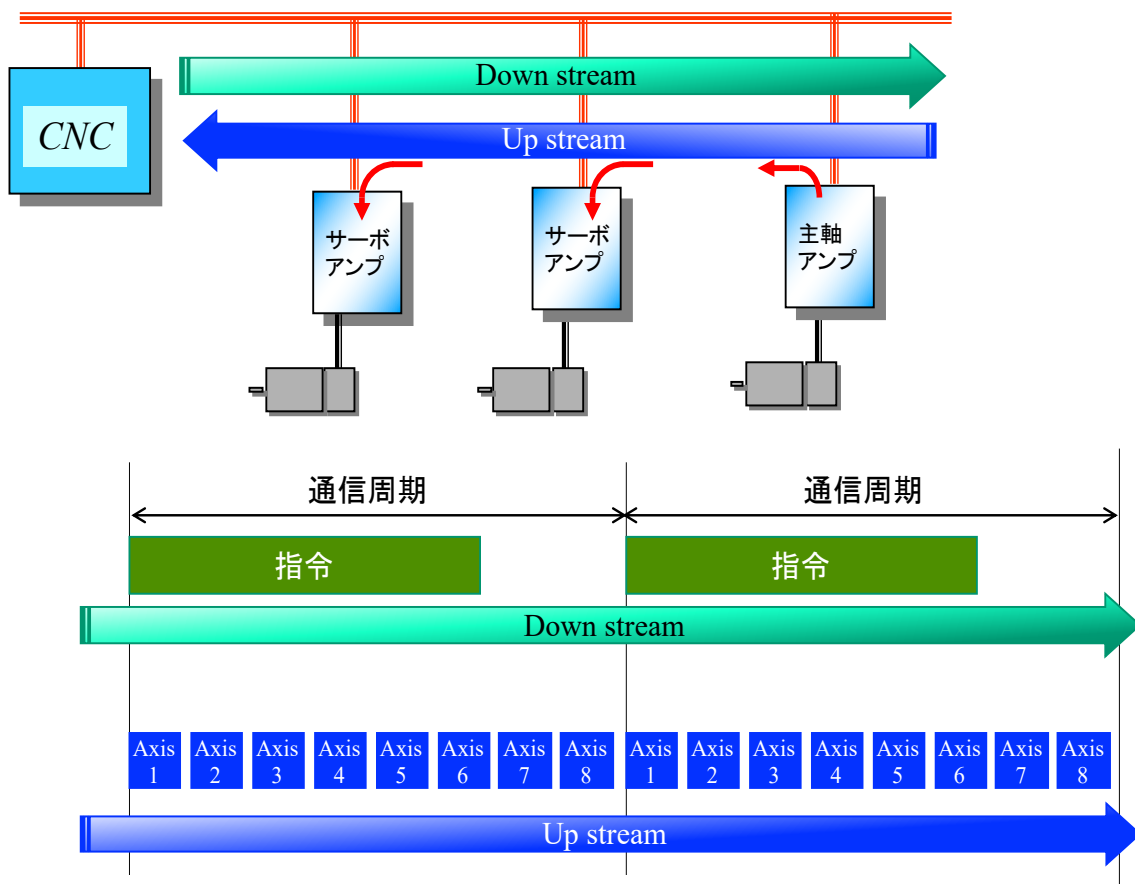 Down stream
CNC
Up stream
サーボ
アンプ
サーボ
アンプ
主軸
アンプ
通信周期
通信周期
指令
指令
Down stream
Axis
1
Axis
2
Axis
3
Axis
4
Axis
5
Axis
6
Axis
7
Axis
8
Axis
1
Axis
2
Axis
3
Axis
4
Axis
5
Axis
6
Axis
7
Axis
8
Up stream